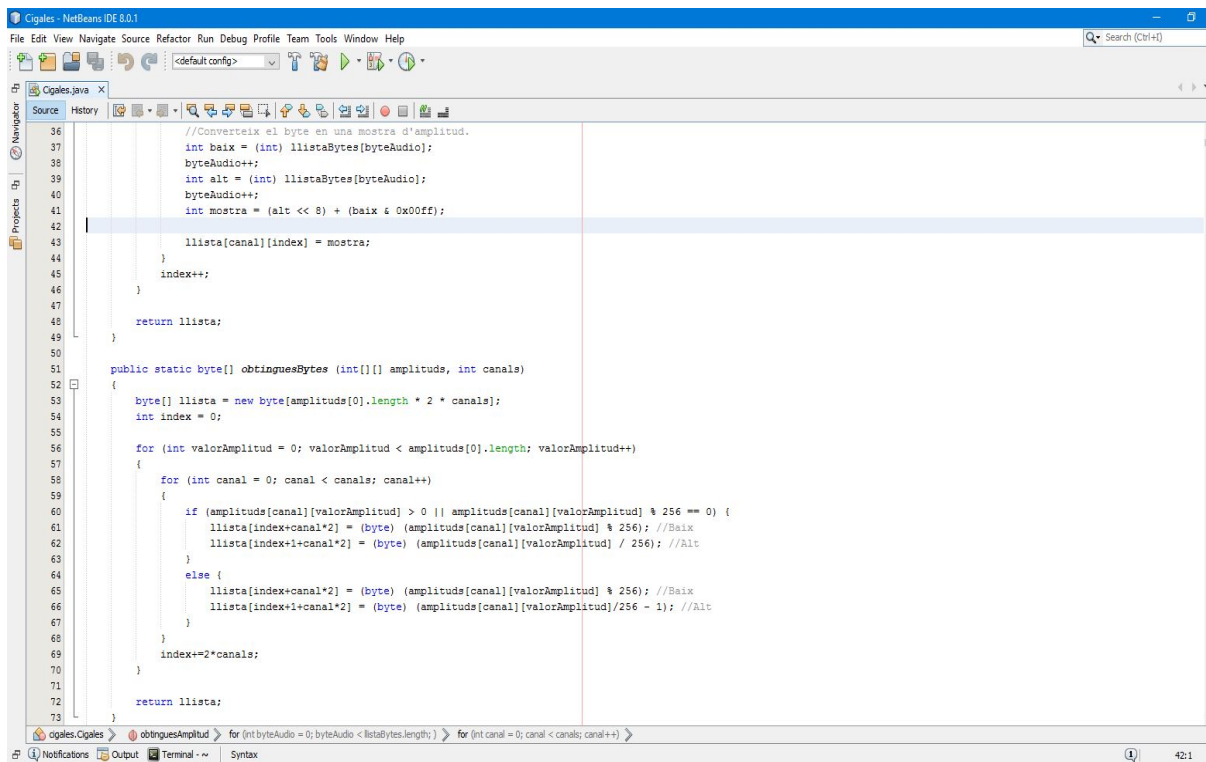 Cigales - NetBeans IDE 8.0.1
File Edit View Navigate Source Refactor Run Debug Profile Team Tools Window Help
Search (Ctrl+I)
<default config>
Cigales.java
Source History
Navigator
Projects
36 //Converteix el byte en una mostra d'amplitud.
37 int baix = (int) llistaBytes[byteAudio];
38 byteAudio++;
39 int alt = (int) llistaBytes[byteAudio];
40 byteAudio++;
41 int mostra = (alt << 8) + (baix & 0x00ff);
42
43 llista[canal][index] = mostra;
44 }
45 index++;
46 }
47
48 return llista;
49 }
50
51 public static byte[] obtinguesBytes (int[][] amplituds, int canals)
52 {
53 byte[] llista = new byte[amplituds[0].length * 2 * canals];
54 int index = 0;
55
56 for (int valorAmplitud = 0; valorAmplitud < amplituds[0].length; valorAmplitud++)
57 {
58 for (int canal = 0; canal < canals; canal++)
59 {
60 if (amplituds[canal][valorAmplitud] > 0 || amplituds[canal][valorAmplitud] % 256 == 0) {
61 llista[index+canal*2] = (byte) (amplituds[canal][valorAmplitud] % 256); //Baix
62 llista[index+1+canal*2] = (byte) (amplituds[canal][valorAmplitud] / 256); //Alt
63 }
64 else {
65 llista[index+canal*2] = (byte) (amplituds[canal][valorAmplitud] % 256); //Baix
66 llista[index+1+canal*2] = (byte) (amplituds[canal][valorAmplitud]/256 - 1); //Alt
67 }
68 }
69 index+=2*canals;
70 }
71
72 return llista;
73 }
cigales.Cigales obtinguesAmplitud for (int byteAudio = 0; byteAudio < llistaBytes.length; ) for (int canal = 0; canal < canals; canal++)
Notifications Output Terminal - ~ Syntax 42:1